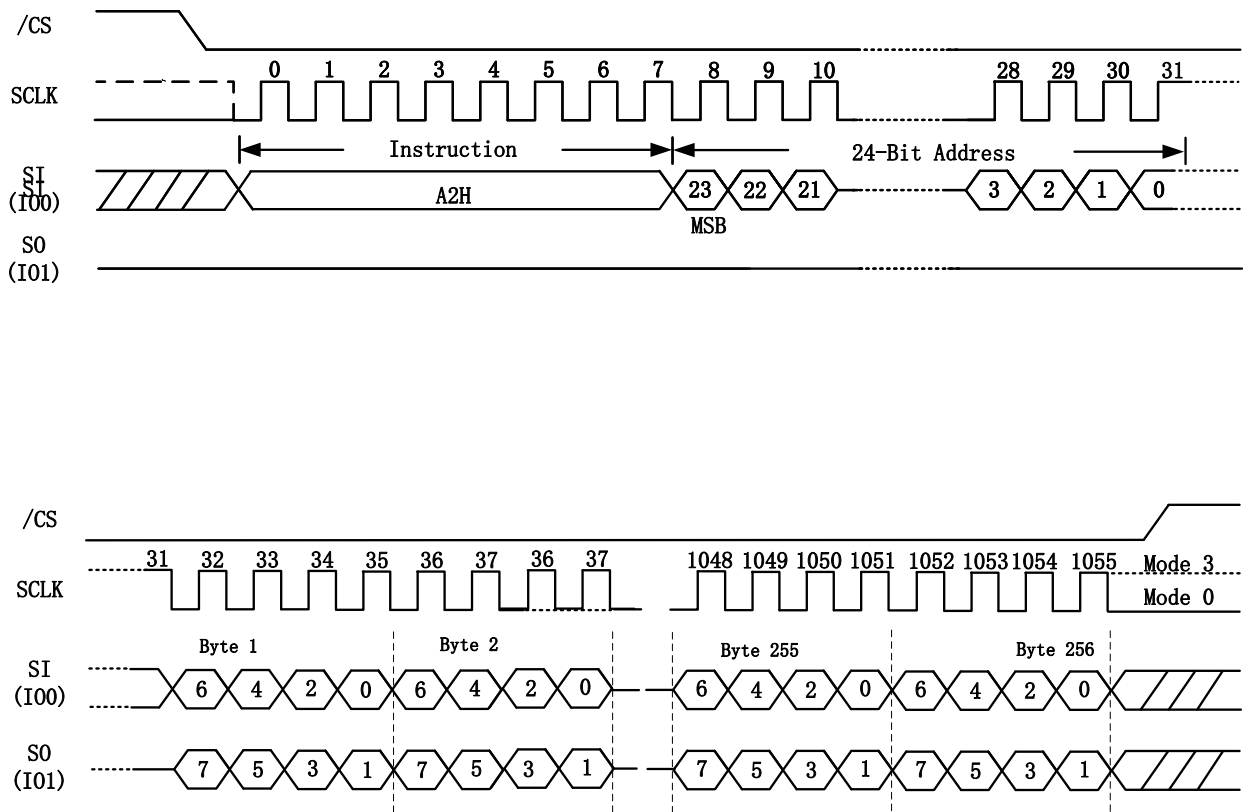 /CS
0 1 2 3 4 5 6 7 8 9 10 28 29 30 31
SCLK
Instruction 24-Bit Address
SI
SI
(IO0)
A2H 23 22 21 3 2 1 0
MSB
SO
(IO1)
/CS
31 32 33 34 35 36 37 36 37 1048 1049 1050 1051 1052 1053 1054 1055 Mode 3
SCLK
Mode 0
Byte 1 Byte 2 Byte 255 Byte 256
SI
(IO0)
6 4 2 0 6 4 2 0 6 4 2 0 6 4 2 0
SO
(IO1)
7 5 3 1 7 5 3 1 7 5 3 1 7 5 3 1